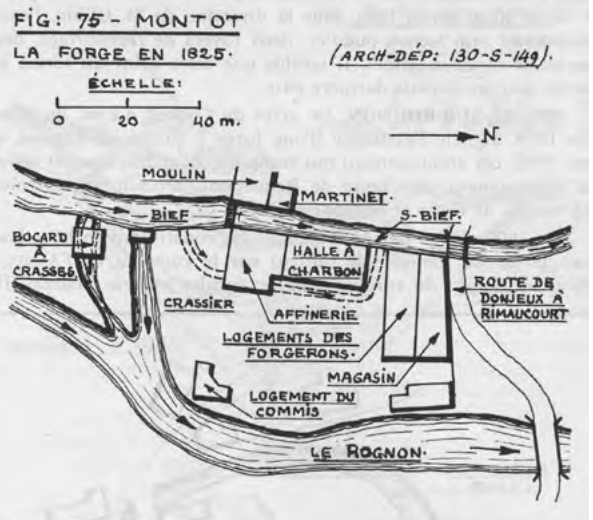 FIG: 75 - MONTOT
LA FORGE EN 1825.
(ARCH-DÉP: 130-S-149).
ÉCHELLE:
0 20 40 m.
N.
MOULIN
MARTINET.
BIEF
S-BIEF.
BOCARD
À
CRASSES.
HALLE À
CHARBON
CRASSIER
AFFINERIE
ROUTE DE
DONJEUX À
RIMAUCOURT
LOGEMENTS DES
FORGERONS.
MAGASIN
LOGEMENT DU
COMMIS
LE ROGNON.